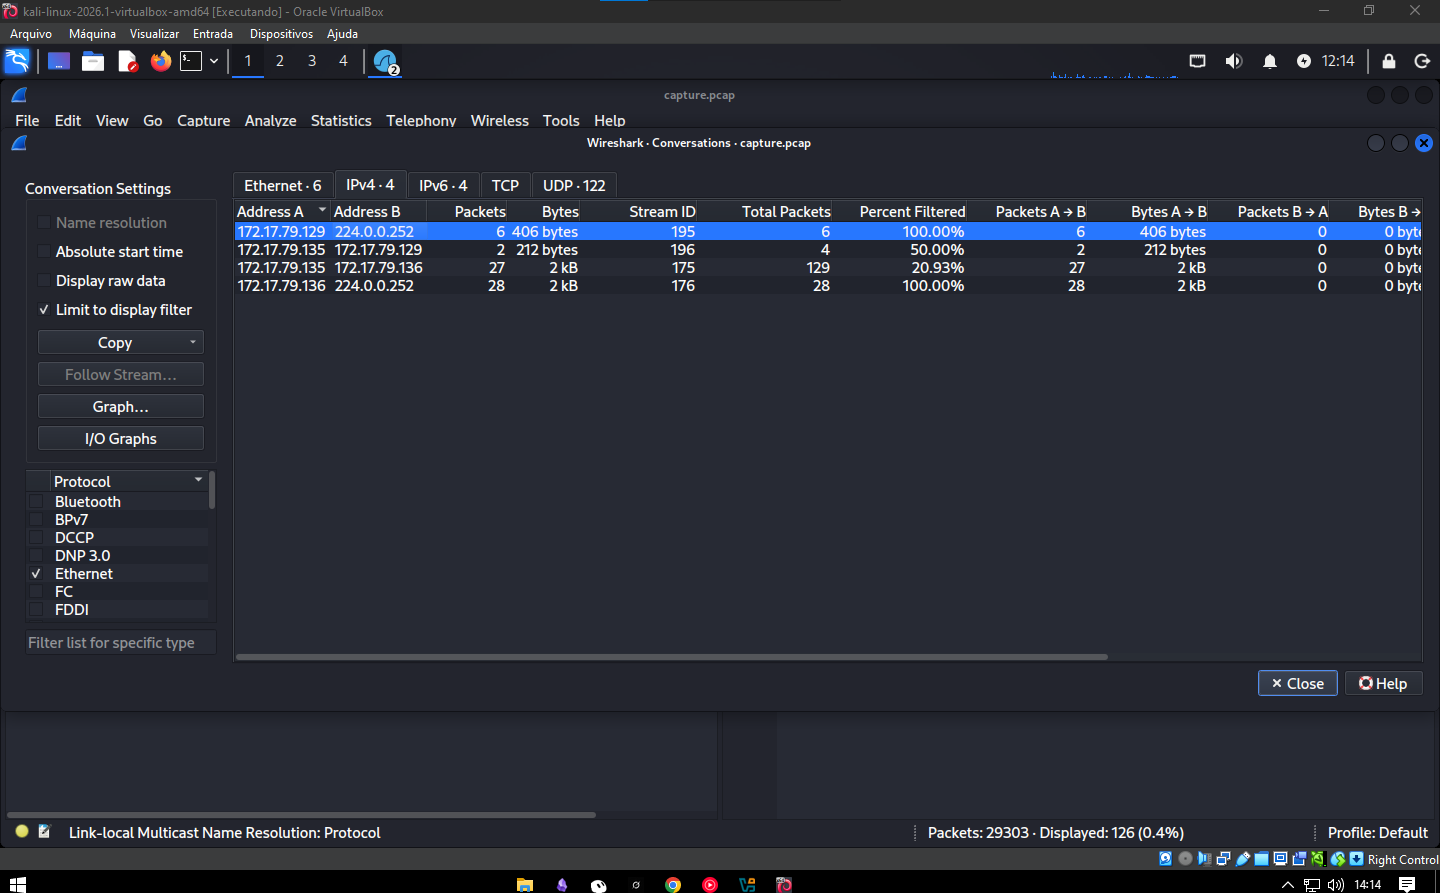 kali-linux-2026.1-virtualbox-amd64 [Executando] - Oracle VirtualBox
Arquivo Máquina Visualizar Entrada Dispositivos Ajuda
1 2 3 4 2 12:14
capture.pcap
File Edit View Go Capture Analyze Statistics Telephony Wireless Tools Help
Wireshark · Conversations · capture.pcap
Conversation Settings
Name resolution
Absolute start time
Display raw data
Limit to display filter
Copy
Follow Stream…
Graph…
I/O Graphs
Protocol
Bluetooth
BPv7
DCCP
DNP 3.0
Ethernet
FC
FDDI
Filter list for specific type
Ethernet · 6 IPv4 · 4 IPv6 · 4 TCP UDP · 122
Address A Address B Packets Bytes Stream ID Total Packets Percent Filtered Packets A → B Bytes A → B Packets B → A Bytes B →
172.17.79.129 224.0.0.252 6 406 bytes 195 6 100.00% 6 406 bytes 0 0 byte
172.17.79.135 172.17.79.129 2 212 bytes 196 4 50.00% 2 212 bytes 0 0 byte
172.17.79.135 172.17.79.136 27 2 kB 175 129 20.93% 27 2 kB 0 0 byte
172.17.79.136 224.0.0.252 28 2 kB 176 28 100.00% 28 2 kB 0 0 byte
Close Help
Link-local Multicast Name Resolution: Protocol Packets: 29303 · Displayed: 126 (0.4%) Profile: Default
Right Control
14:14